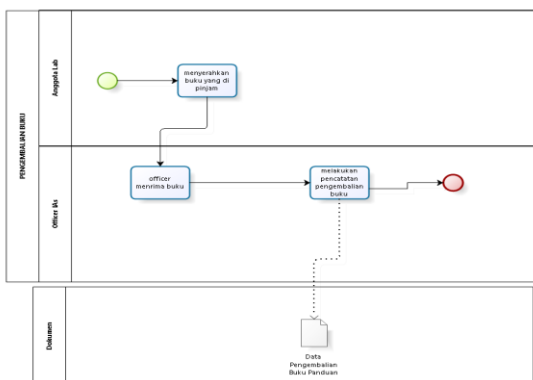 PENGEMBALIAN BUKU
Anggota Lab
menyerahkan
buku yang di
pinjam
Officer IAs
officer
menrima buku
melakukan
pencatatan
pengembalian
buku
Dokumen
Data
Pengembalian
Buku Panduan